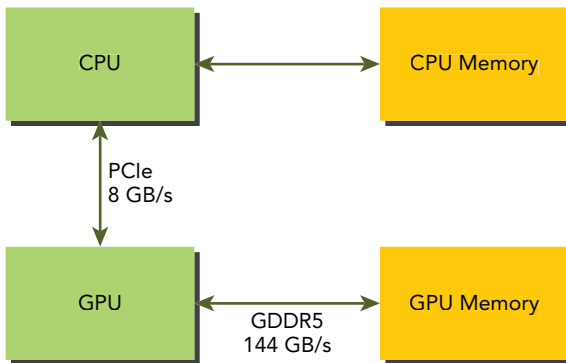 CPU
CPU Memory
PCIe
8 GB/s
GPU
GPU Memory
GDDR5
144 GB/s